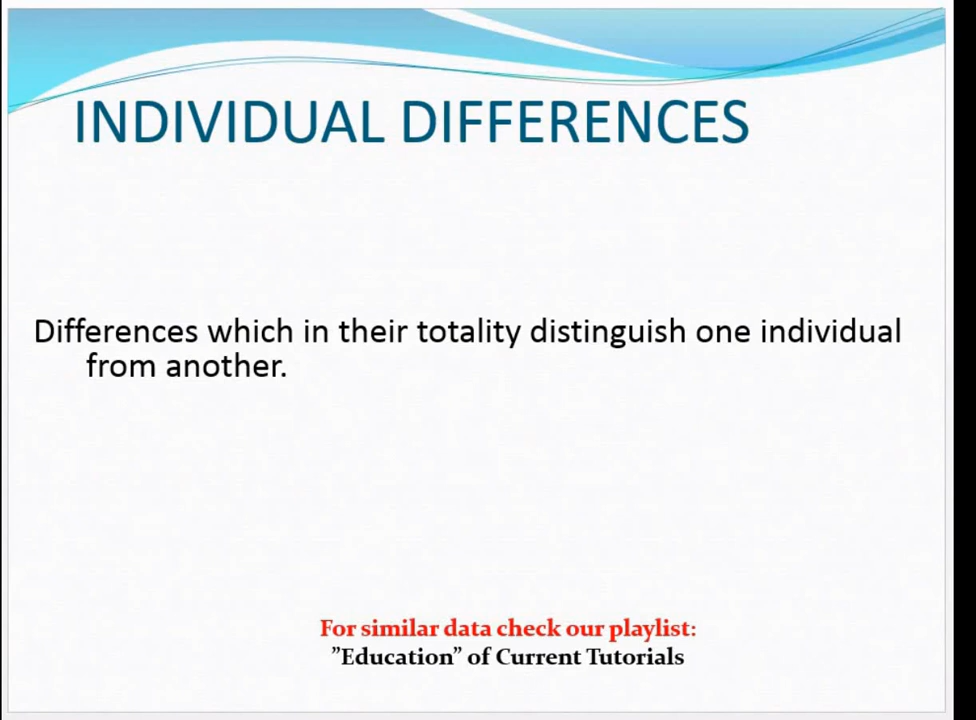 INDIVIDUAL DIFFERENCES
Differences which in their totality distinguish one individual
from another.
For similar data check our playlist:
”Education” of Current Tutorials